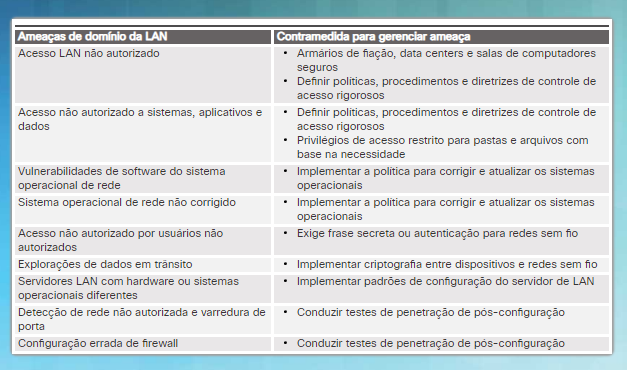 Ameaças de domínio da LAN
Contramedida para gerenciar ameaça
Acesso LAN não autorizado
• Armários de fiação, data centers e salas de computadores
seguros
• Definir políticas, procedimentos e diretrizes de controle de
acesso rigorosos
Acesso não autorizado a sistemas, aplicativos e
dados
• Definir políticas, procedimentos e diretrizes de controle de
acesso rigorosos
• Privilégios de acesso restrito para pastas e arquivos com
base na necessidade
Vulnerabilidades de software do sistema
operacional de rede
• Implementar a política para corrigir e atualizar os sistemas
operacionais
Sistema operacional de rede não corrigido
• Implementar a política para corrigir e atualizar os sistemas
operacionais
Acesso não autorizado por usuários não
autorizados
• Exige frase secreta ou autenticação para redes sem fio
Explorações de dados em trânsito
• Implementar criptografia entre dispositivos e redes sem fio
Servidores LAN com hardware ou sistemas
operacionais diferentes
• Implementar padrões de configuração do servidor de LAN
Detecção de rede não autorizada e varredura de
porta
• Conduzir testes de penetração de pós-configuração
Configuração errada de firewall
• Conduzir testes de penetração de pós-configuração